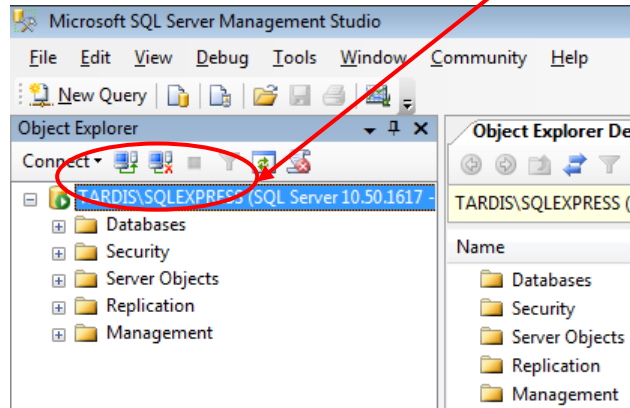 Microsoft SQL Server Management Studio
File Edit View Debug Tools Window Community Help
New Query
Object Explorer
Connect
TARDIS\SQLEXPRESS (SQL Server 10.50.1617 -
Databases
Security
Server Objects
Replication
Management
Object Explorer De
TARDIS\SQLEXPRESS (
Name
Databases
Security
Server Objects
Replication
Management